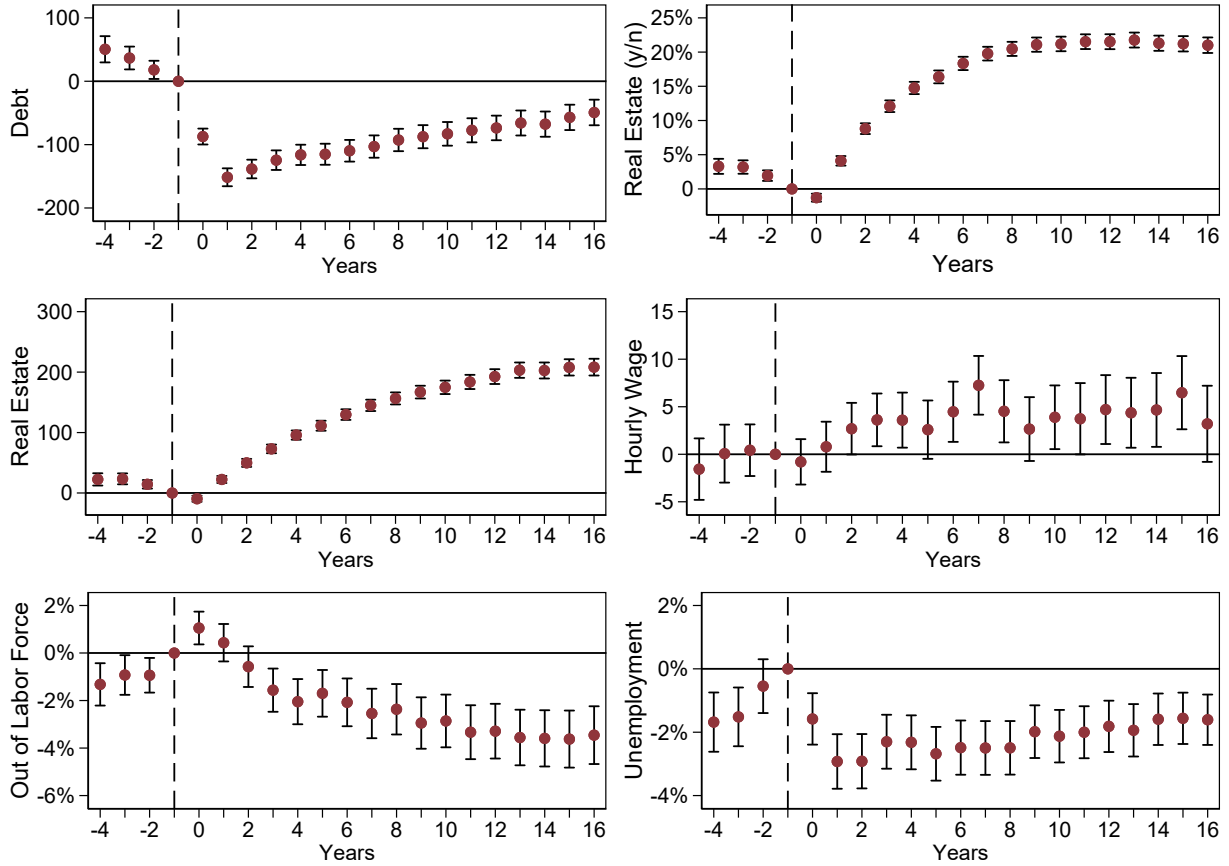 Debt
100
0
-100
-200
-4 -2 0 2 4 6 8 10 12 14 16
Years
Real Estate (y/n)
25%
20%
15%
10%
5%
0
-4 -2 0 2 4 6 8 10 12 14 16
Years
Real Estate
300
200
100
0
-4 -2 0 2 4 6 8 10 12 14 16
Years
Hourly Wage
15
10
5
0
-5
-4 -2 0 2 4 6 8 10 12 14 16
Years
Out of Labor Force
2%
0%
-2%
-4%
-6%
-4 -2 0 2 4 6 8 10 12 14 16
Years
Unemployment
2%
0%
-2%
-4%
-4 -2 0 2 4 6 8 10 12 14 16
Years